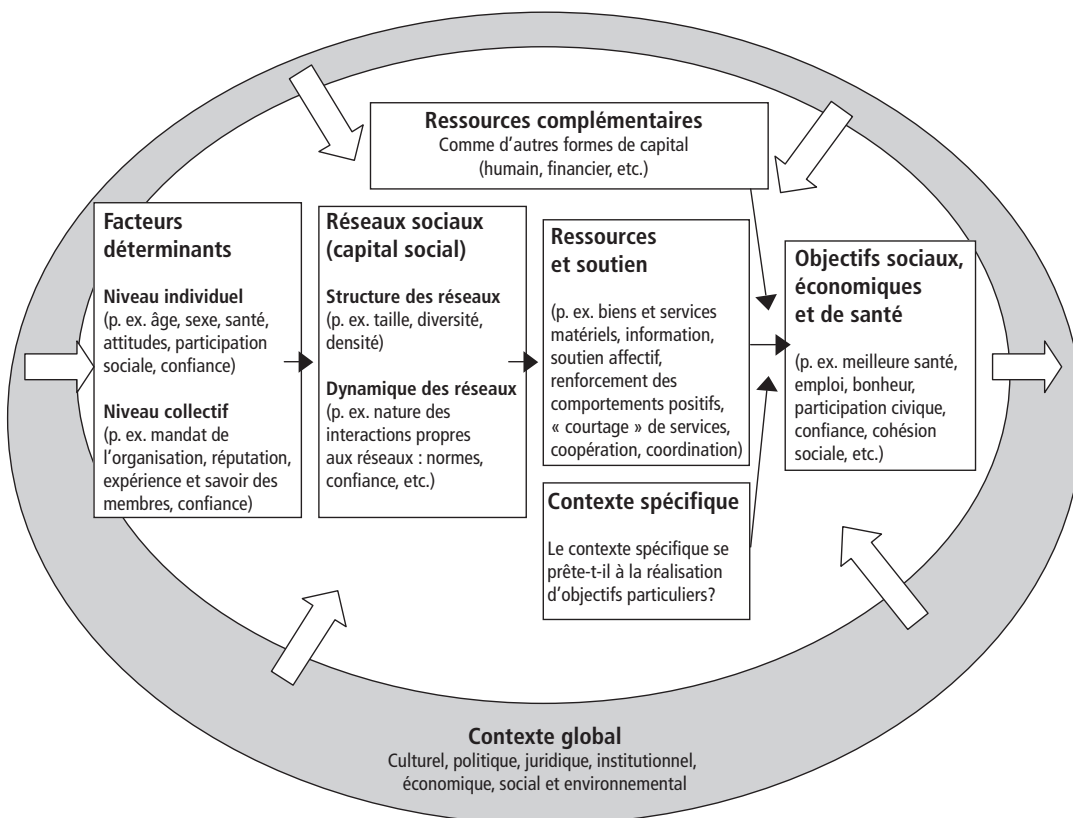 Ressources complémentaires
Comme d'autres formes de capital
(humain, financier, etc.)
Facteurs
déterminants
Niveau individuel
(p. ex. âge, sexe, santé,
attitudes, participation
sociale, confiance)
Niveau collectif
(p. ex. mandat de
l'organisation, réputation,
expérience et savoir des
membres, confiance)
Réseaux sociaux
(capital social)
Structure des réseaux
(p. ex. taille, diversité,
densité)
Dynamique des réseaux
(p. ex. nature des
interactions propres
aux réseaux : normes,
confiance, etc.)
Ressources
et soutien
(p. ex. biens et services
matériels, information,
soutien affectif,
renforcement des
comportements positifs,
« courtage » de services,
coopération, coordination)
Contexte spécifique
Le contexte spécifique se
prête-t-il à la réalisation
d'objectifs particuliers?
Objectifs sociaux,
économiques
et de santé
(p. ex. meilleure santé,
emploi, bonheur,
participation civique,
confiance, cohésion
sociale, etc.)
Contexte global
Culturel, politique, juridique, institutionnel,
économique, social et environnemental